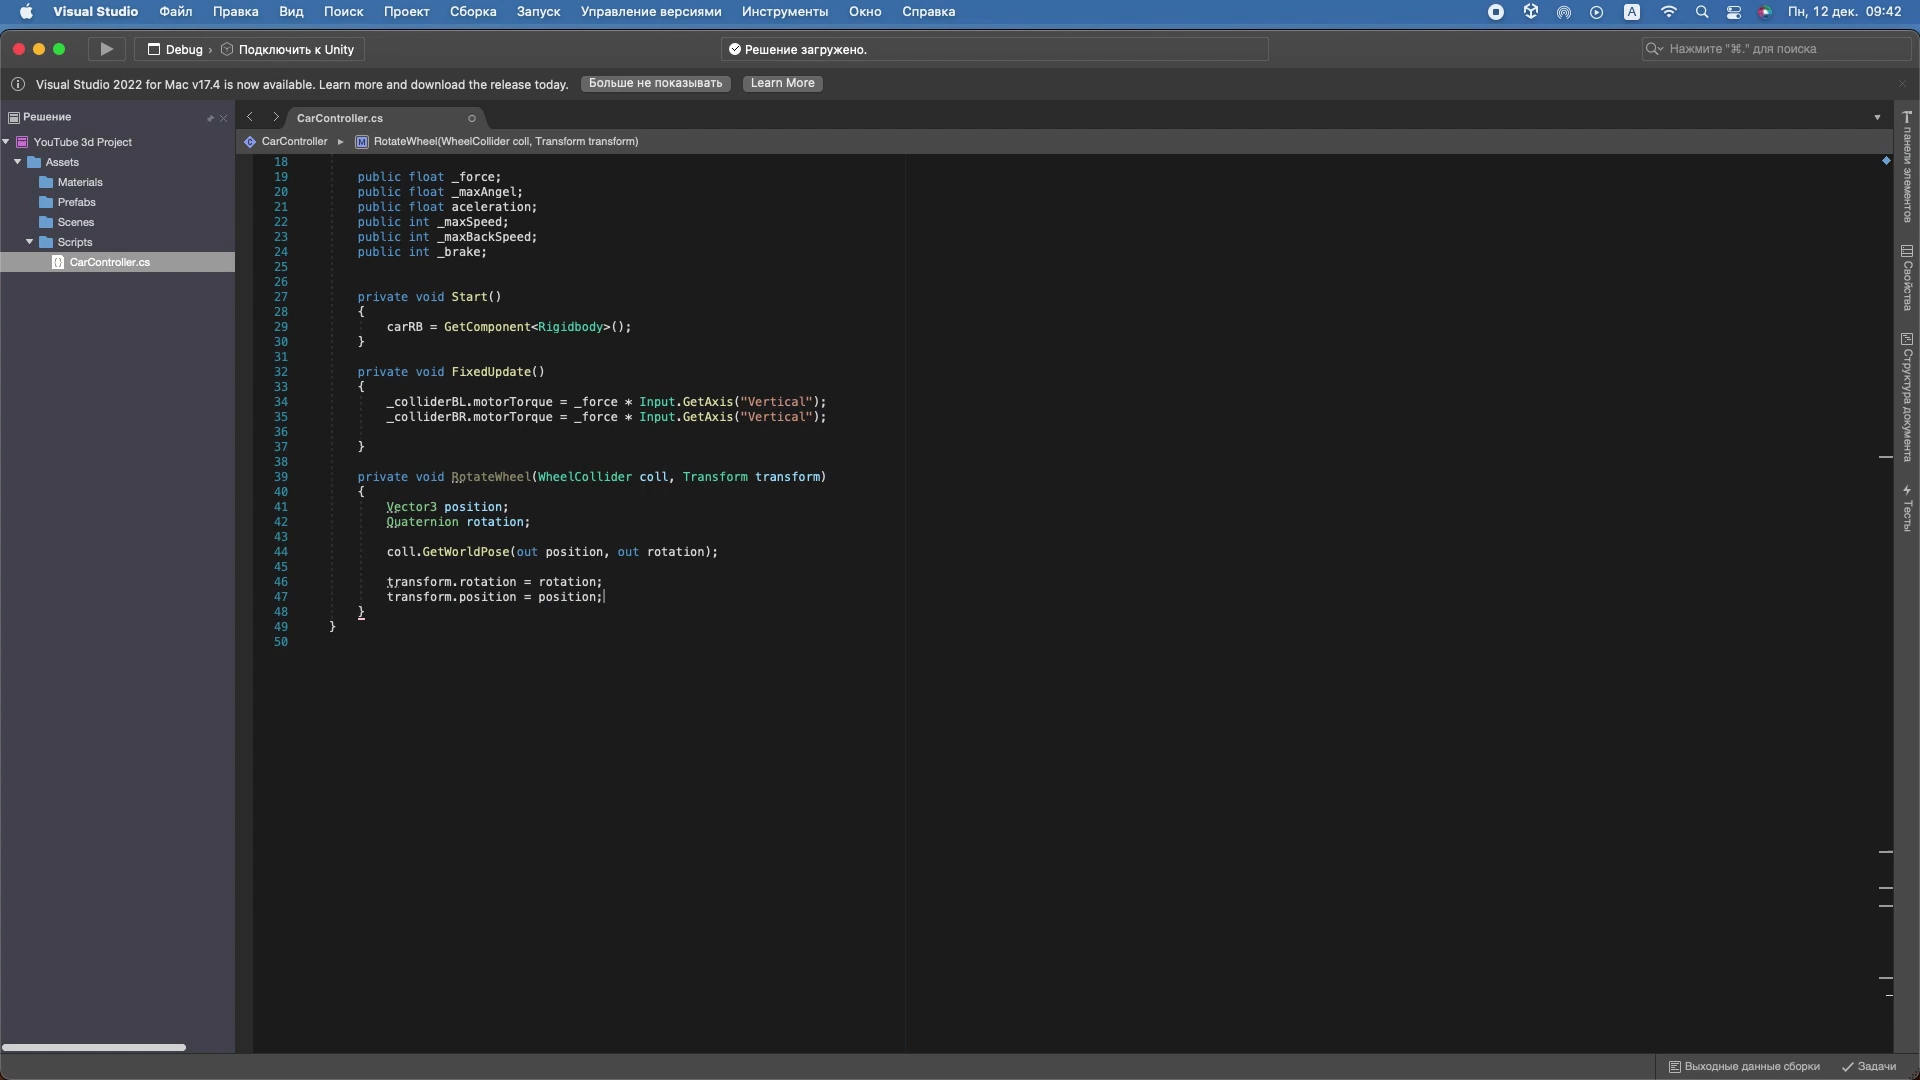 Visual Studio Файл Правка Вид Поиск Проект Сборка Запуск Управление версиями Инструменты Окно Справка A Пн, 12 дек. 09:42
Debug › Подключить к Unity Решение загружено. Нажмите "⌘." для поиска
Visual Studio 2022 for Mac v17.4 is now available. Learn more and download the release today. Больше не показывать Learn More
Решение
YouTube 3d Project
Assets
Materials
Prefabs
Scenes
Scripts
CarController.cs
CarController.cs
CarController ▸ M RotateWheel(WheelCollider coll, Transform transform)
18
19 public float _force;
20 public float _maxAngel;
21 public float aceleration;
22 public int _maxSpeed;
23 public int _maxBackSpeed;
24 public int _brake;
25
26
27 private void Start()
28 {
29 carRB = GetComponent<Rigidbody>();
30 }
31
32 private void FixedUpdate()
33 {
34 _colliderBL.motorTorque = _force * Input.GetAxis("Vertical");
35 _colliderBR.motorTorque = _force * Input.GetAxis("Vertical");
36
37 }
38
39 private void RotateWheel(WheelCollider coll, Transform transform)
40 {
41 Vector3 position;
42 Quaternion rotation;
43
44 coll.GetWorldPose(out position, out rotation);
45
46 transform.rotation = rotation;
47 transform.position = position;
48 }
49 }
50
панели элементов
Свойства
Структура документа
Тесты
Выходные данные сборки Задачи